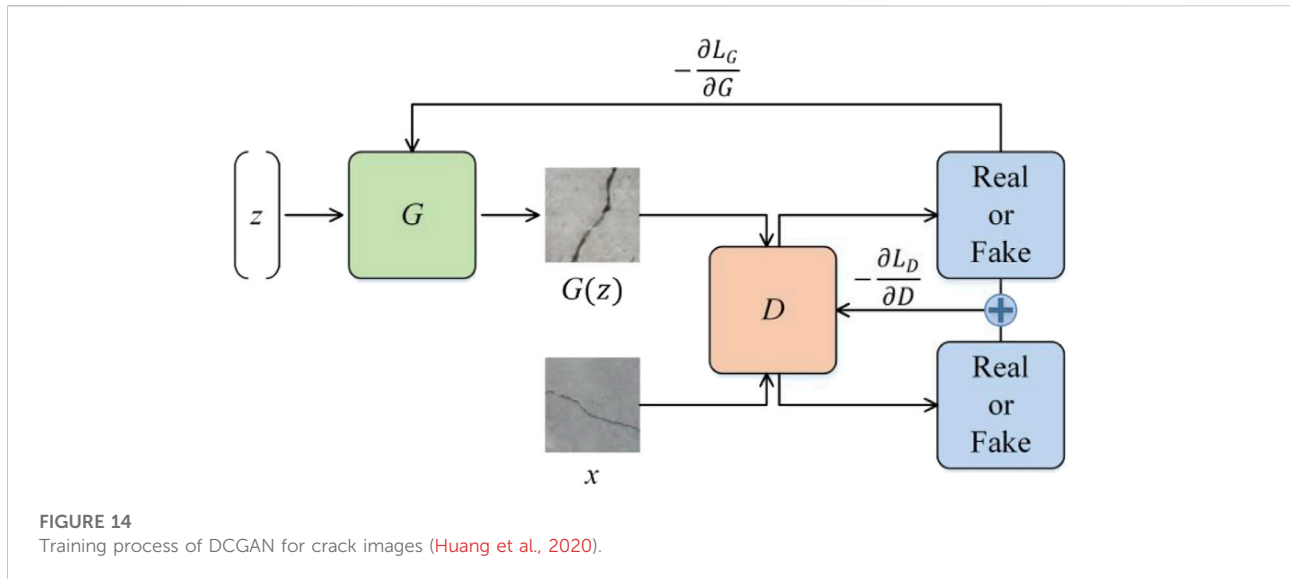 -∂L_G/∂G
z
G
G(z)
Real
or
Fake
-∂L_D/∂D
D
+
x
Real
or
Fake
FIGURE 14
Training process of DCGAN for crack images (Huang et al., 2020).